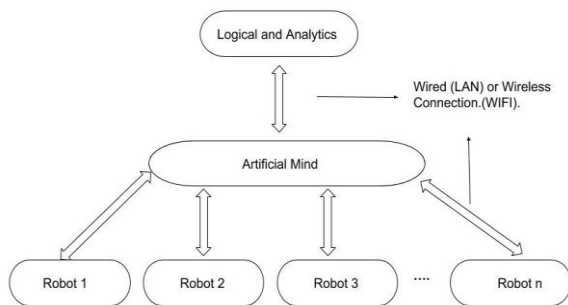 Logical and Analytics
Wired (LAN) or Wireless
Connection.(WIFI).
Artificial Mind
Robot 1
Robot 2
Robot 3
....
Robot n